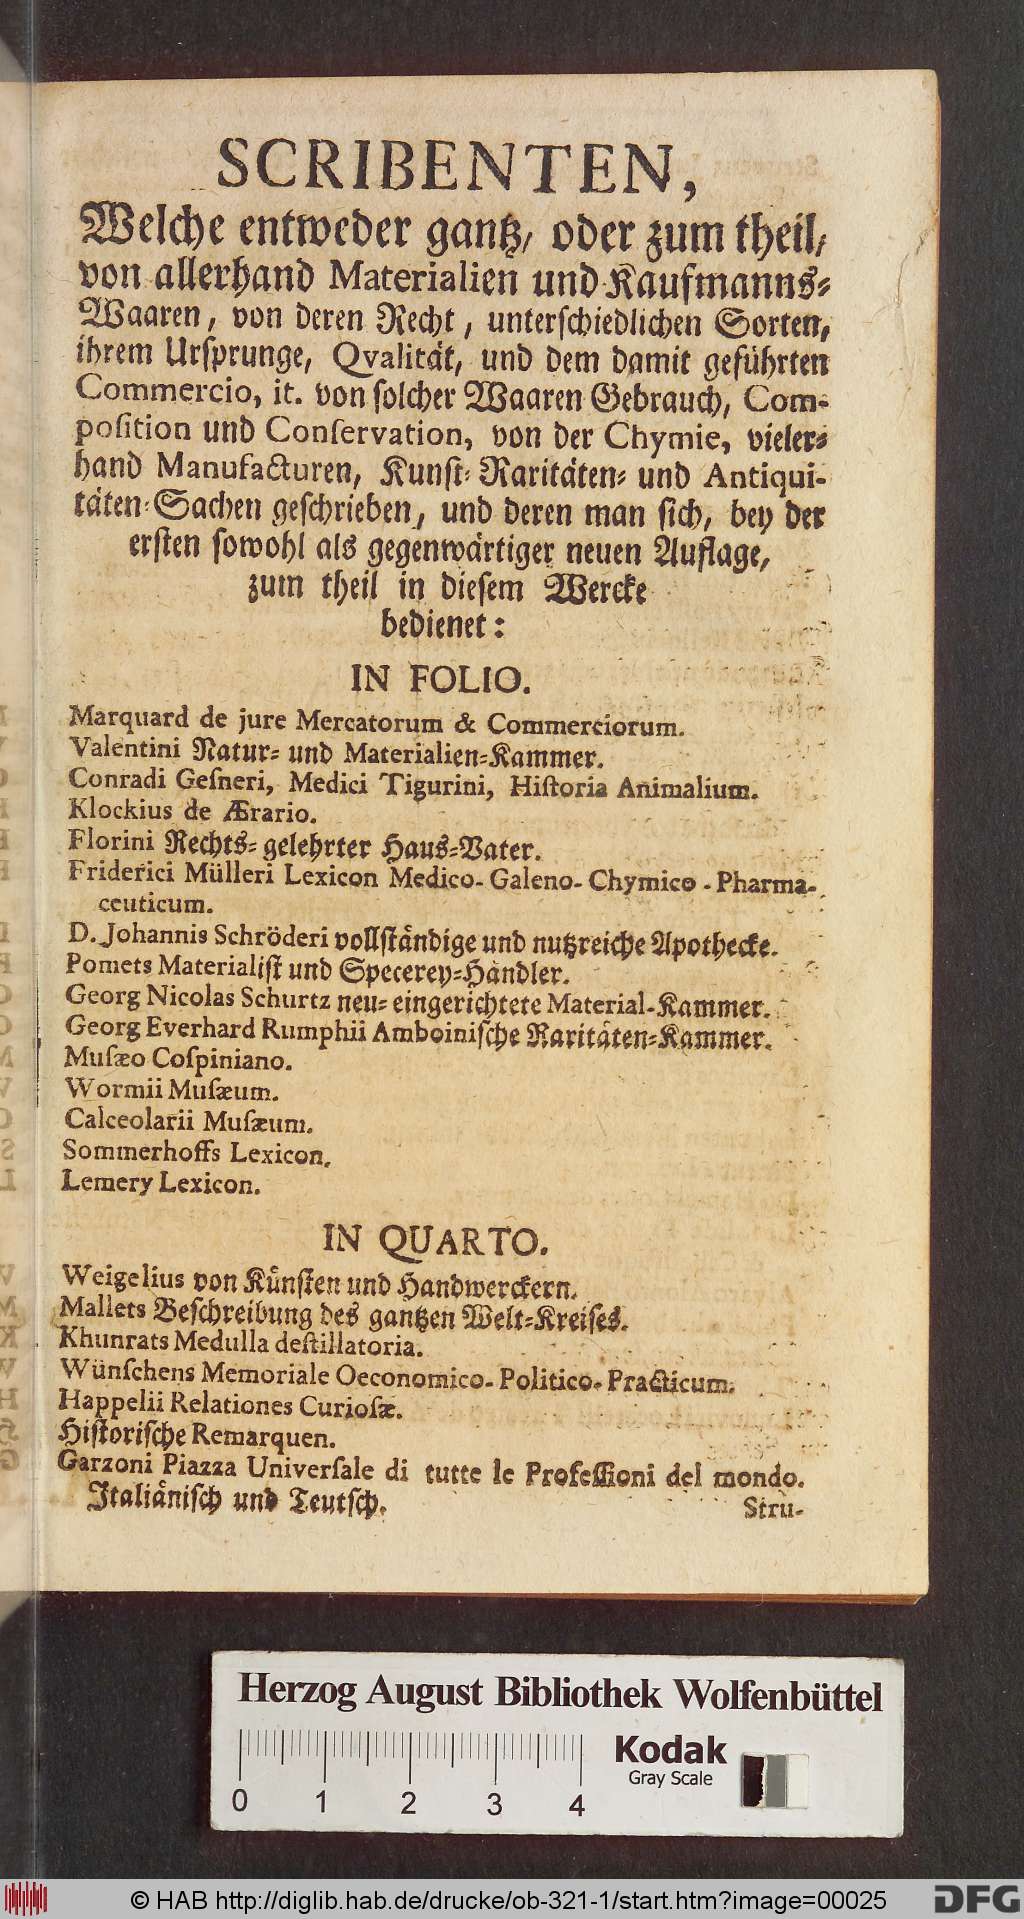 SCRIBENTEN,
Welche entweder gantz, oder zum theil,
von allerhand Materialien und Kaufmanns-
Waaren, von deren Recht, unterschiedlichen Sorten,
ihrem Ursprunge, Qvalität, und dem damit geführten
Commercio, it. von solcher Waaren Gebrauch, Com-
poſition und Conſervation, von der Chymie, vieler-
hand Manufacturen, Kunst- Raritäten- und Antiqui-
täten-Sachen geschrieben, und deren man sich, bey der
ersten sowohl als gegenwärtiger neuen Auflage,
zum theil in diesem Wercke
bedienet:
IN FOLIO.
Marquard de jure Mercatorum & Commerciorum.
Valentini Natur- und Materialien-Kammer.
Conradi Geſneri, Medici Tigurini, Hiſtoria Animalium.
Klockius de Ærario.
Florini Rechts- gelehrter Haus-Vater.
Friderici Mülleri Lexicon Medico- Galeno- Chymico - Pharma-
ceuticum.
D. Johannis Schröderi vollständige und nutzreiche Apothecke.
Pomets Materialist und Specerey-Händler.
Georg Nicolas Schurtz neu- eingerichtete Material-Kammer.
Georg Everhard Rumphii Amboinische Raritäten-Kammer.
Muſæo Coſpiniano.
Wormii Muſæum.
Calceolarii Muſæum.
Sommerhoffs Lexicon.
Lemery Lexicon.
IN QUARTO.
Weigelius von Künsten und Handwerckern.
Mallets Beschreibung des gantzen Welt-Kreises.
Khunrats Medulla deſtillatoria.
Wünſchens Memoriale Oeconomico- Politico- Practicum.
Happelii Relationes Curioſæ.
Historische Remarquen.
Garzoni Piazza Univerſale di tutte le Profeſſioni del mondo.
Italiänisch und Teutsch.
Stru-
Herzog August Bibliothek Wolfenbüttel
Kodak
Gray Scale
0 1 2 3 4
© HAB http://diglib.hab.de/drucke/ob-321-1/start.htm?image=00025
DFG